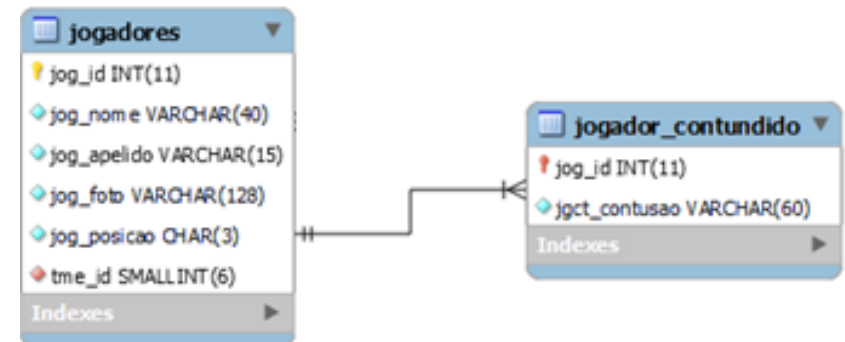 jogadores
jog_id INT(11)
jog_nome VARCHAR(40)
jog_apelido VARCHAR(15)
jog_foto VARCHAR(128)
jog_posicao CHAR(3)
tme_id SMALLINT(6)
Indexes
jogador_contundido
jog_id INT(11)
jgct_contusao VARCHAR(60)
Indexes